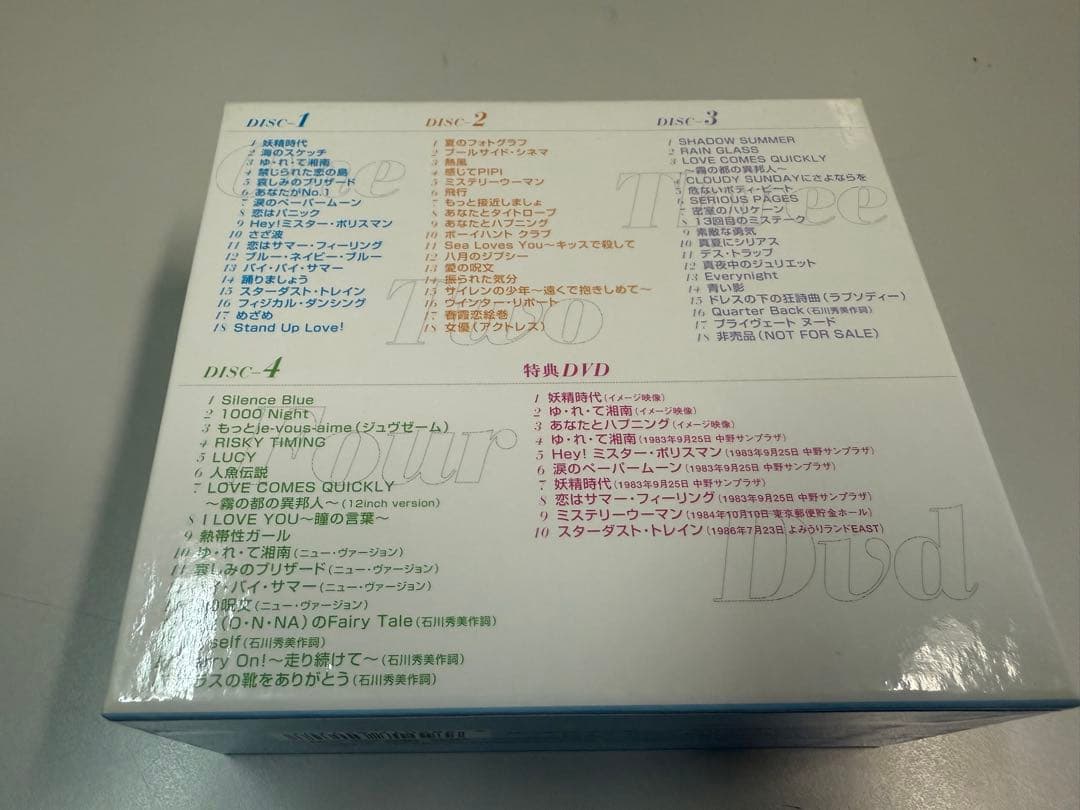 DISC-1
1 妖精時代
2 海のスケッチ
3 ゆ・れ・て湘南
4 禁じられた恋の島
5 哀しみのブリザード
6 あなたがNo.1
7 涙のペーパームーン
8 恋はパニック
9 Hey!ミスター・ポリスマン
10 さざ波
11 恋はサマー・フィーリング
12 ブルー・ネイビー・ブルー
13 バイ・バイ・サマー
14 踊りましょう
15 スターダスト・トレイン
16 フィジカル・ダンシング
17 めざめ
18 Stand Up Love!
One
DISC-2
1 夏のフォトグラフ
2 プールサイド・シネマ
3 熱風
4 感じてPIPI
5 ミステリーウーマン
6 飛行
7 もっと接近しましょ
8 あなたとタイトロープ
9 あなたとハプニング
10 ボーイハント クラブ
11 Sea Loves You〜キッスで殺して
12 八月のジプシー
13 愛の呪文
14 振られた気分
15 サイレンの少年〜遠くで抱きしめて〜
16 ウインター・リポート
17 春霞恋絵巻
18 女優(アクトレス)
Two
DISC-3
1 SHADOW SUMMER
2 RAIN GLASS
3 LOVE COMES QUICKLY
〜霧の都の異邦人〜
4 CLOUDY SUNDAYにさよならを
5 危ないボディ・ビート
6 SERIOUS PAGES
7 密室のハリケーン
8 13回目のミステーク
9 素敵な勇気
10 真夏にシリアス
11 デス・トラップ
12 真夜中のジュリエット
13 Everynight
14 青い影
15 ドレスの下の狂詩曲(ラプソディー)
16 Quarter Back(石川秀美作詞)
17 プライヴェート ヌード
18 非売品(NOT FOR SALE)
Three
DISC-4
1 Silence Blue
2 1000 Night
3 もっとje-vous-aime(ジュヴゼーム)
4 RISKY TIMING
5 LUCY
6 人魚伝説
7 LOVE COMES QUICKLY
〜霧の都の異邦人〜(12inch version)
8 I LOVE YOU〜瞳の言葉〜
9 熱帯性ガール
10 ゆ・れ・て湘南(ニュー・ヴァージョン)
11 哀しみのブリザード(ニュー・ヴァージョン)
イ・バイ・サマー(ニュー・ヴァージョン)
の呪文(ニュー・ヴァージョン)
(O・N・NA)のFairy Tale(石川秀美作詞)
self(石川秀美作詞)
rry On!〜走り続けて〜(石川秀美作詞)
ラスの靴をありがとう(石川秀美作詞)
Four
特典DVD
1 妖精時代(イメージ映像)
2 ゆ・れ・て湘南(イメージ映像)
3 あなたとハプニング(イメージ映像)
4 ゆ・れ・て湘南(1983年9月25日 中野サンプラザ)
5 Hey! ミスター・ポリスマン(1983年9月25日 中野サンプラザ)
6 涙のペーパームーン(1983年9月25日 中野サンプラザ)
7 妖精時代(1983年9月25日 中野サンプラザ)
8 恋はサマー・フィーリング(1983年9月25日 中野サンプラザ)
9 ミステリーウーマン(1984年10月10日 東京郵便貯金ホール)
10 スターダスト・トレイン(1986年7月23日 よみうりランドEAST)
Dvd